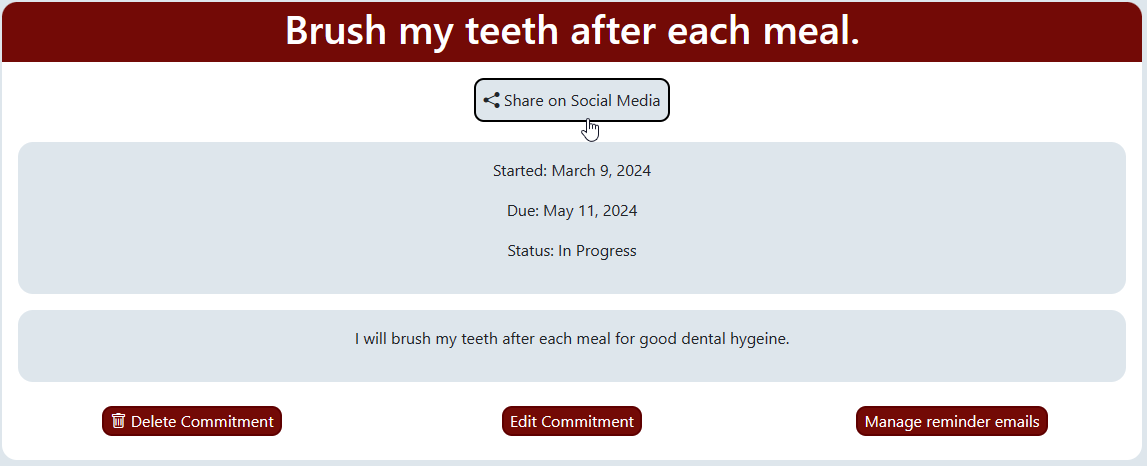 Brush my teeth after each meal.
Share on Social Media
Started: March 9, 2024
Due: May 11, 2024
Status: In Progress
I will brush my teeth after each meal for good dental hygeine.
Delete Commitment
Edit Commitment
Manage reminder emails